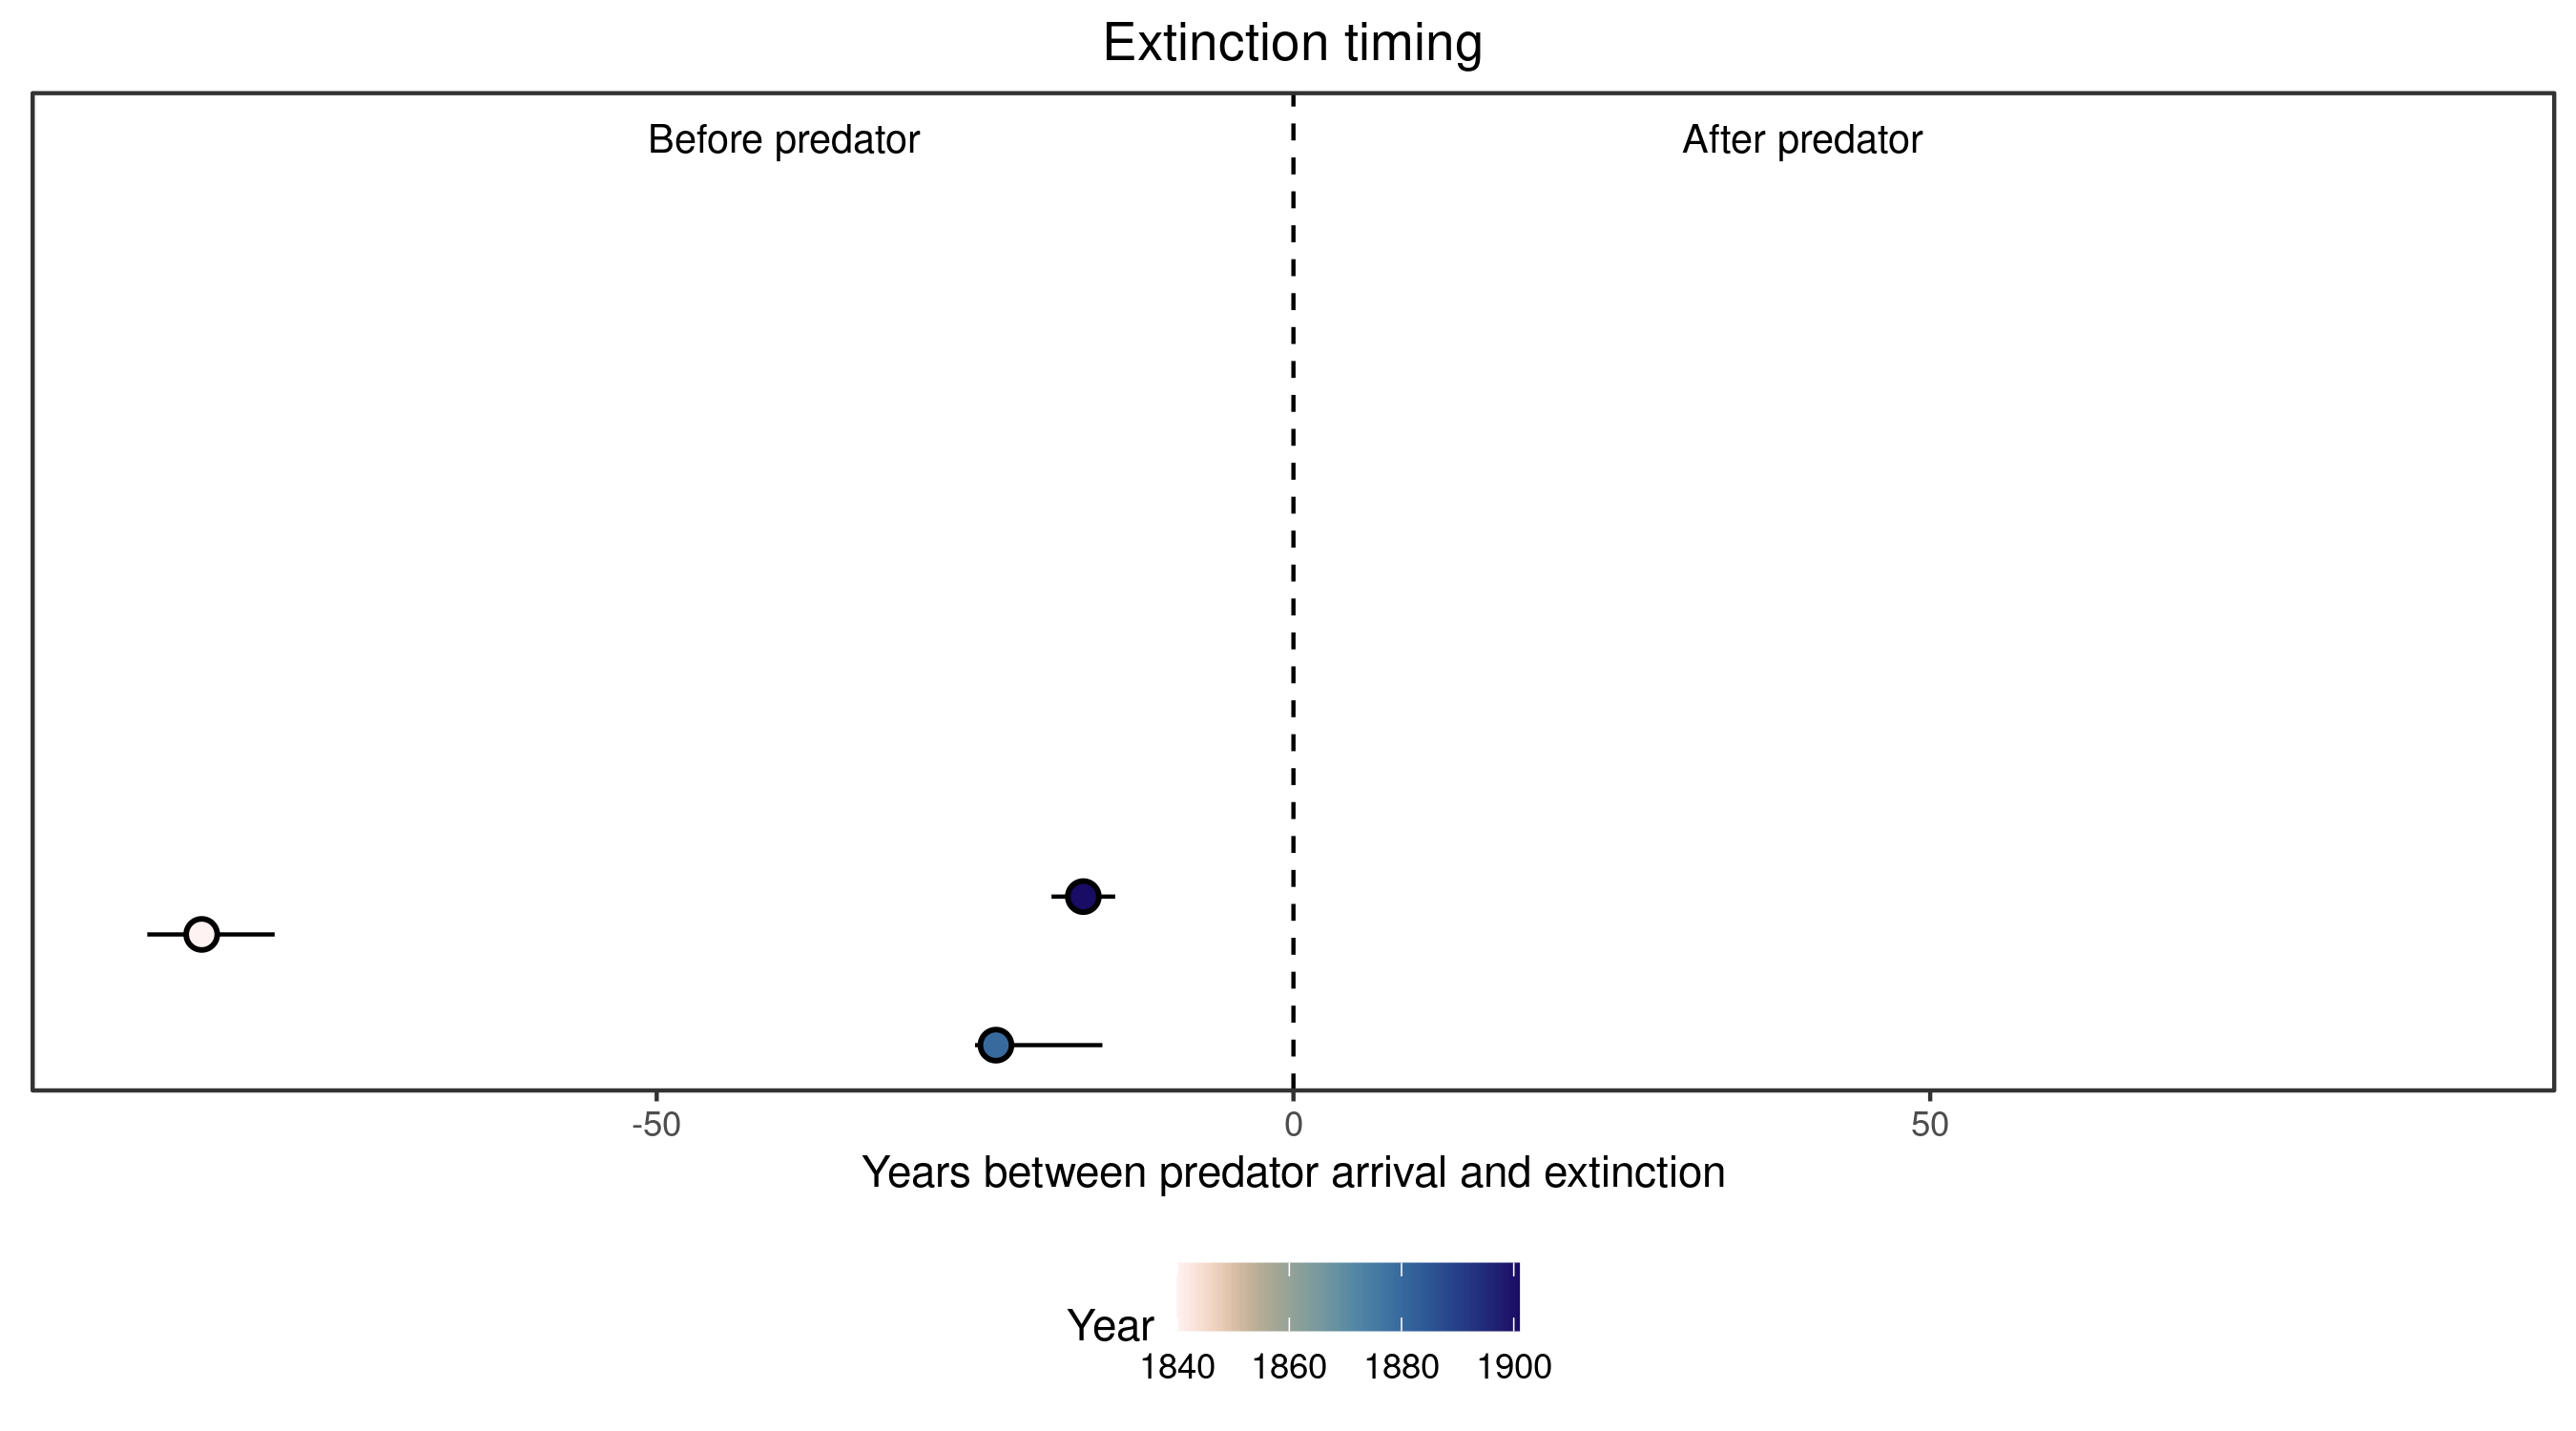 Extinction timing
Before predator
After predator
-50
0
50
Years between predator arrival and extinction
Year
1840
1860
1880
1900